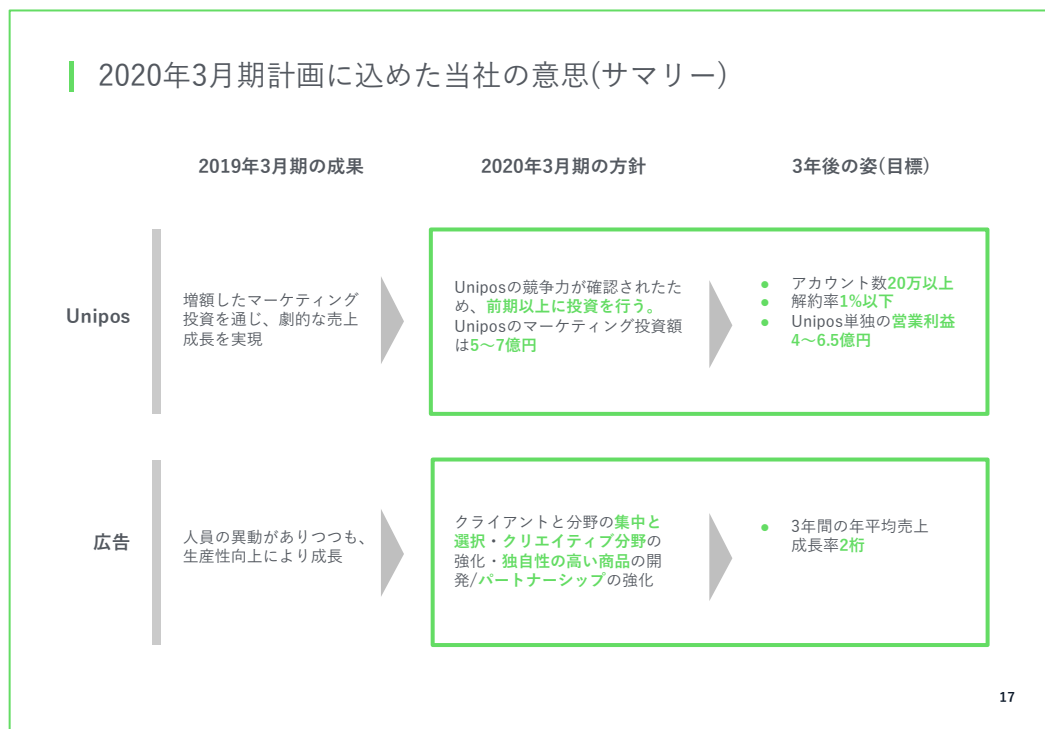 2020年3月期計画に込めた当社の意思(サマリー)
2019年3月期の成果
2020年3月期の方針
3年後の姿(目標)
Unipos
増額したマーケティング
投資を通じ、劇的な売上
成長を実現
Uniposの競争力が確認されたた
め、前期以上に投資を行う。
Uniposのマーケティング投資額
は5〜7億円
● アカウント数20万以上
● 解約率1%以下
● Unipos単独の営業利益
4〜6.5億円
広告
人員の異動がありつつも、
生産性向上により成長
クライアントと分野の集中と
選択・クリエイティブ分野の
強化・独自性の高い商品の開
発/パートナーシップの強化
● 3年間の年平均売上
成長率2桁
17